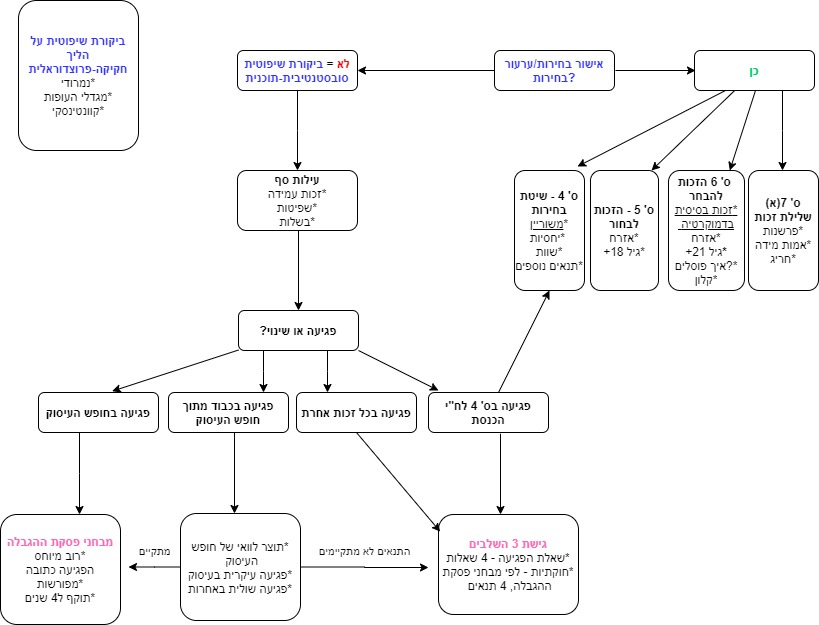 ביקורת שיפוטית על
הליך
חקיקה-פרוצדוראלית
*נמרודי
*מגדלי העופות
*קוונטינסקי
אישור בחירות/ערעור
בחירות?
לא = ביקורת שיפוטית
סובסטנטיבית-תוכנית
כן
עילות סף
*זכות עמידה
*שפיטות
*בשלות
ס' 4 - שיטת
בחירות
*משוריין
*יחסיות
*שוות
*תנאים נוספים
ס' 5 - הזכות
לבחור
*אזרח
*גיל 18+
ס' 6 הזכות
להבחר
*זכות בסיסית
בדמוקרטיה
*אזרח
*גיל 21+
*איך פוסלים?
*קלון
ס' 7(א)
שלילת זכות
*פרשנות
*אמות מידה
*חריג
פגיעה או שינוי?
פגיעה בס' 4 לח"י
הכנסת
פגיעה בכל זכות אחרת
פגיעה בכבוד מתוך
חופש העיסוק
פגיעה בחופש העיסוק
גישת 3 השלבים
*שאלת הפגיעה - 4 שאלות
*חוקתיות - לפי מבחני פסקת
ההגבלה, 4 תנאים
התנאים לא מתקיימים
*תוצר לוואי של חופש
העיסוק
*פגיעה עיקרית בעיסוק
*פגיעה שולית באחרות
מתקיים
מבחני פסקת ההגבלה
*רוב מיוחס
הפגיעה כתובה
*מפורשות
*תוקף ל4 שנים